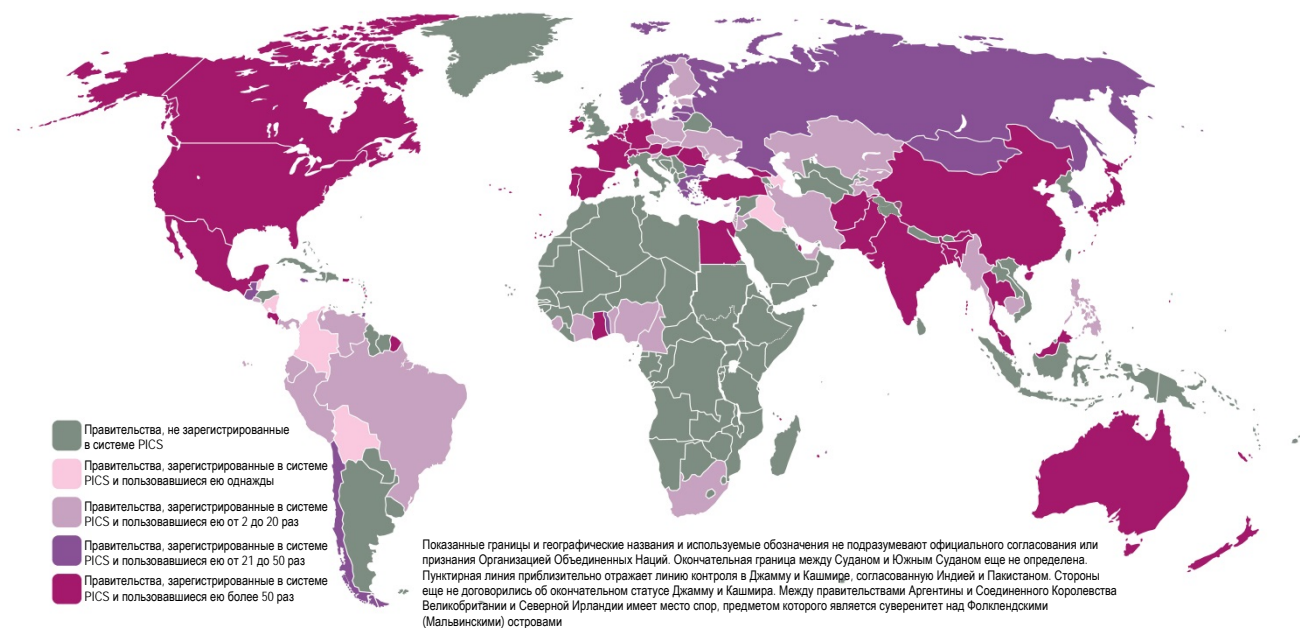 Правительства, не зарегистрированные
в системе PICS
Правительства, зарегистрированные в системе
PICS и пользовавшиеся ею однажды
Правительства, зарегистрированные в системе
PICS и пользовавшиеся ею от 2 до 20 раз
Правительства, зарегистрированные в системе
PICS и пользовавшиеся ею от 21 до 50 раз
Правительства, зарегистрированные в системе
PICS и пользовавшиеся ею более 50 раз
Показанные границы и географические названия и используемые обозначения не подразумевают официального согласования или
признания Организацией Объединенных Наций. Окончательная граница между Суданом и Южным Суданом еще не определена.
Пунктирная линия приблизительно отражает линию контроля в Джамму и Кашмире, согласованную Индией и Пакистаном. Стороны
еще не договорились об окончательном статусе Джамму и Кашмира. Между правительствами Аргентины и Соединенного Королевства
Великобритании и Северной Ирландии имеет место спор, предметом которого является суверенитет над Фолклендскими
(Мальвинскими) островами